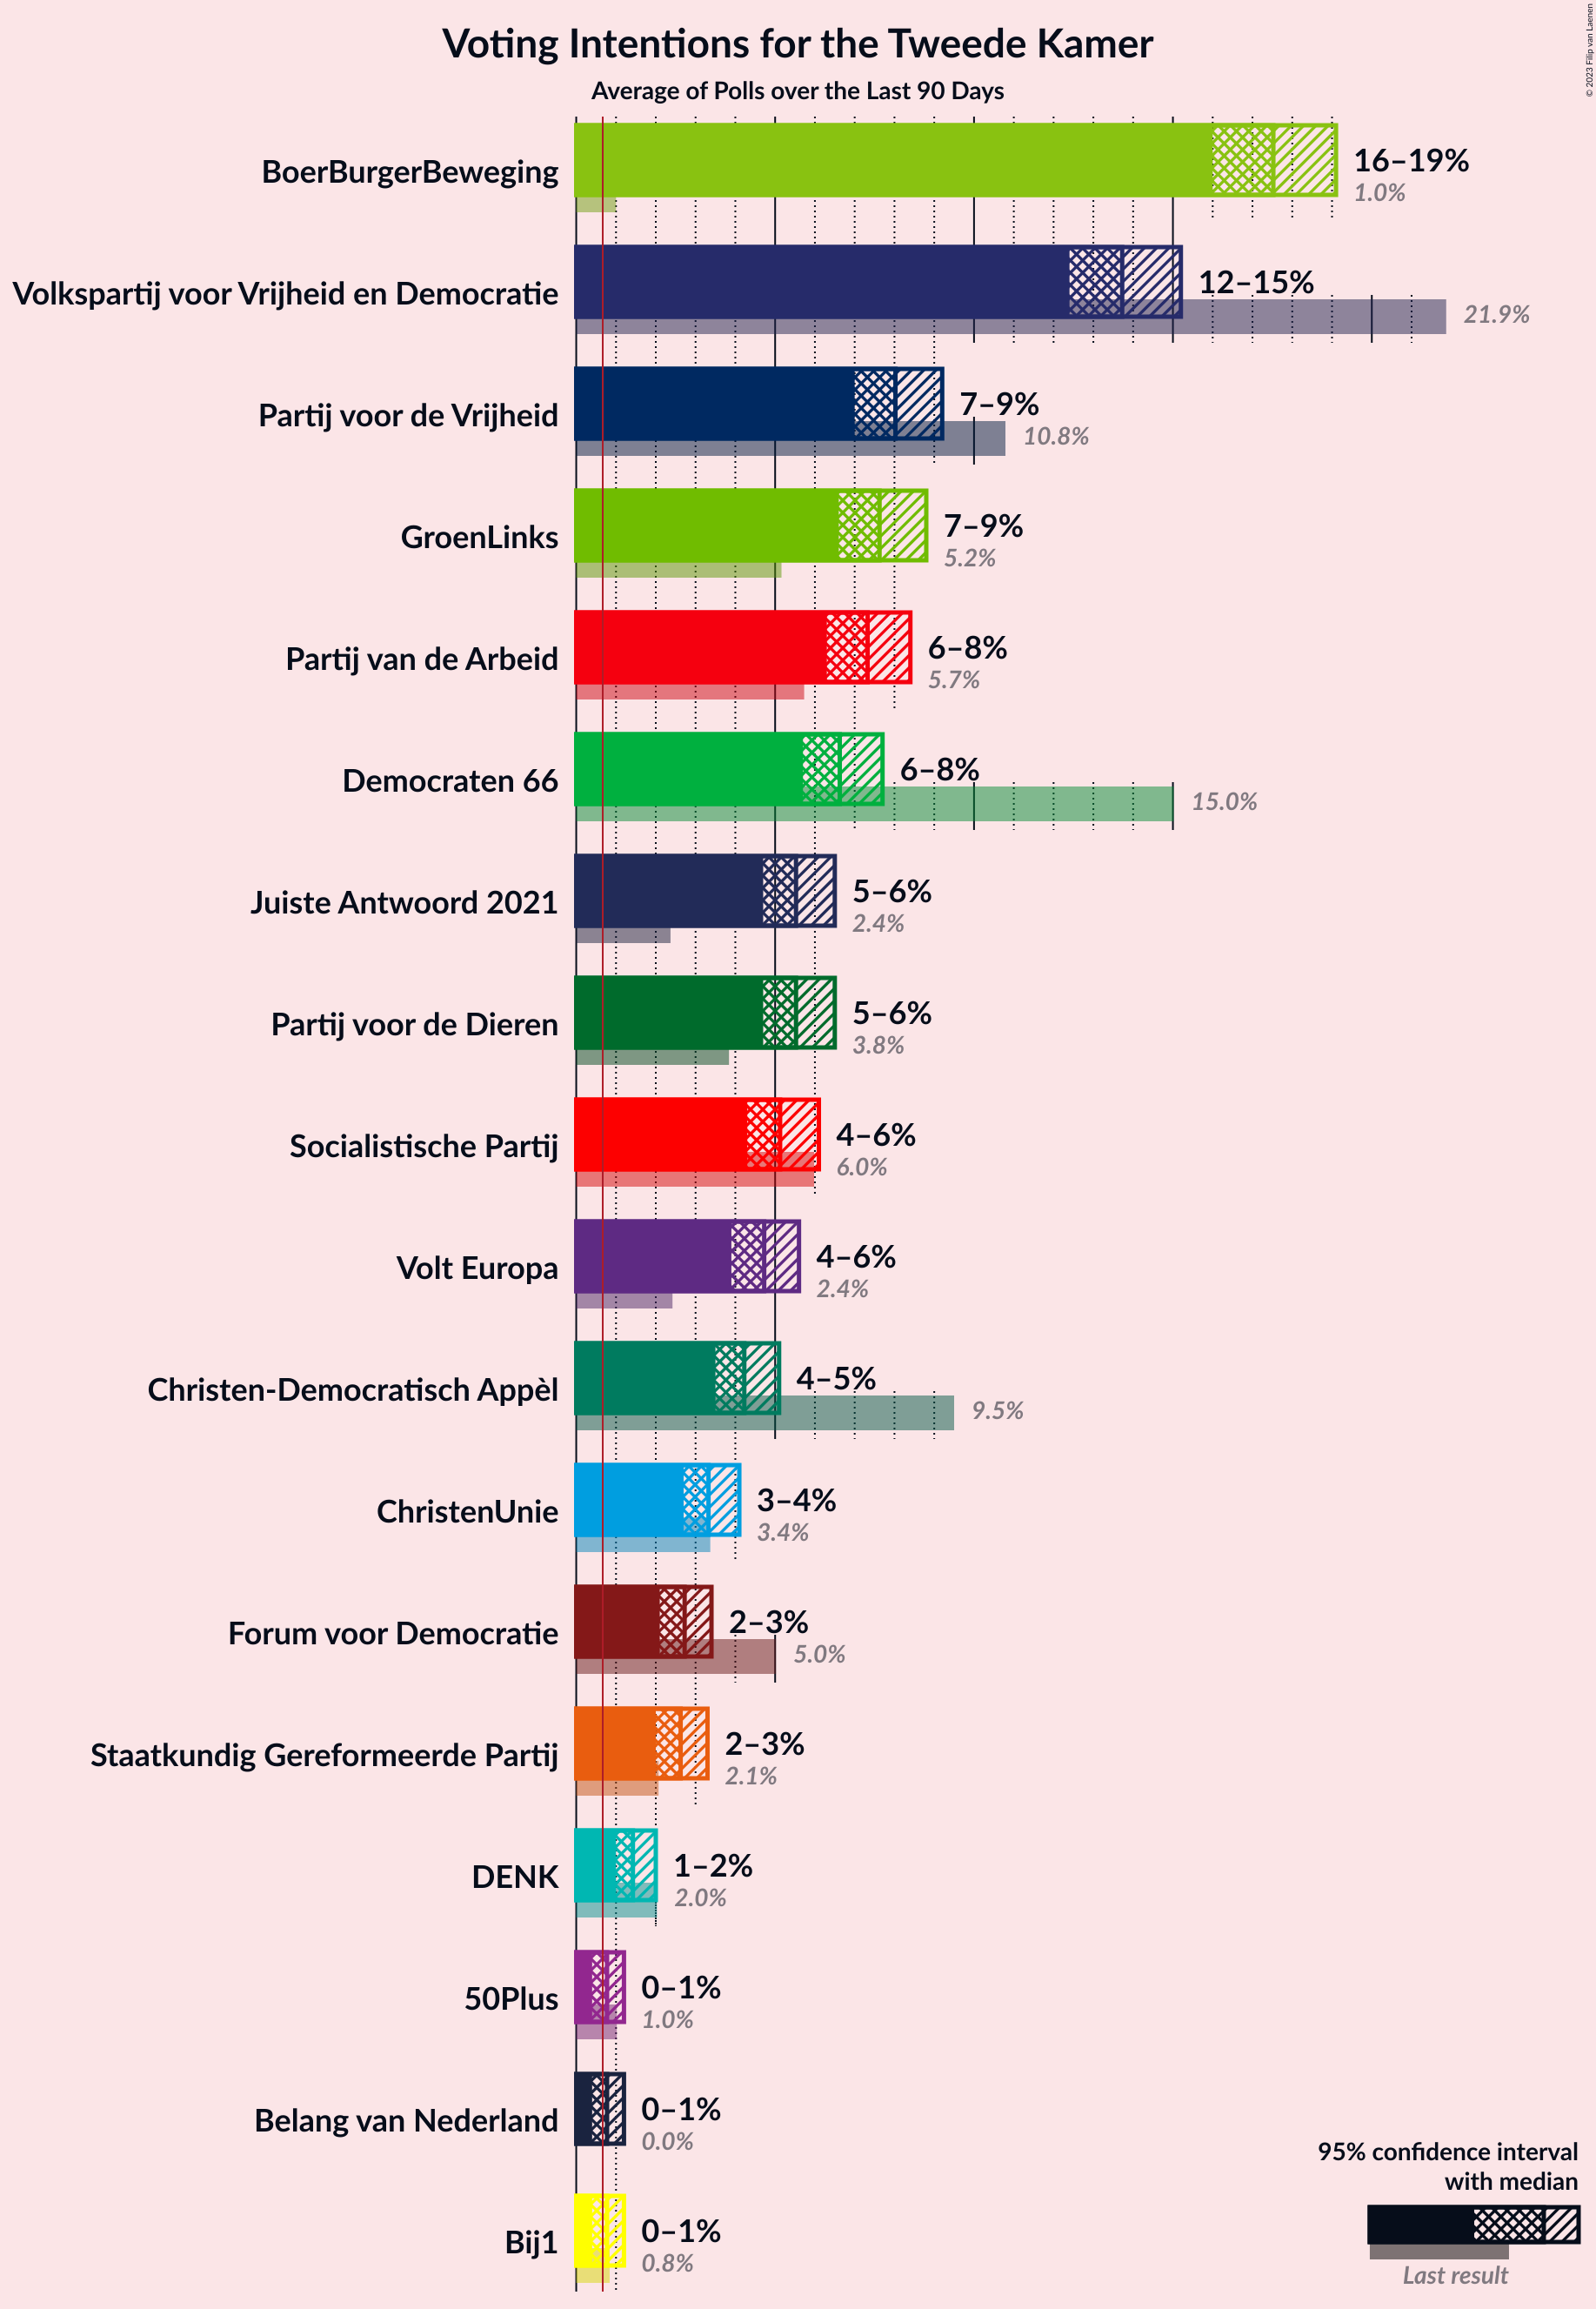 Voting Intentions for the Tweede Kamer
Average of Polls over the Last 90 Days
© 2023 Filip van Laenen
BoerBurgerBeweging
16–19%
1.0%
Volkspartij voor Vrijheid en Democratie
12–15%
21.9%
Partij voor de Vrijheid
7–9%
10.8%
GroenLinks
7–9%
5.2%
Partij van de Arbeid
6–8%
5.7%
Democraten 66
6–8%
15.0%
Juiste Antwoord 2021
5–6%
2.4%
Partij voor de Dieren
5–6%
3.8%
Socialistische Partij
4–6%
6.0%
Volt Europa
4–6%
2.4%
Christen-Democratisch Appèl
4–5%
9.5%
ChristenUnie
3–4%
3.4%
Forum voor Democratie
2–3%
5.0%
Staatkundig Gereformeerde Partij
2–3%
2.1%
DENK
1–2%
2.0%
50Plus
0–1%
1.0%
Belang van Nederland
0–1%
0.0%
Bij1
0–1%
0.8%
95% confidence interval
with median
Last result